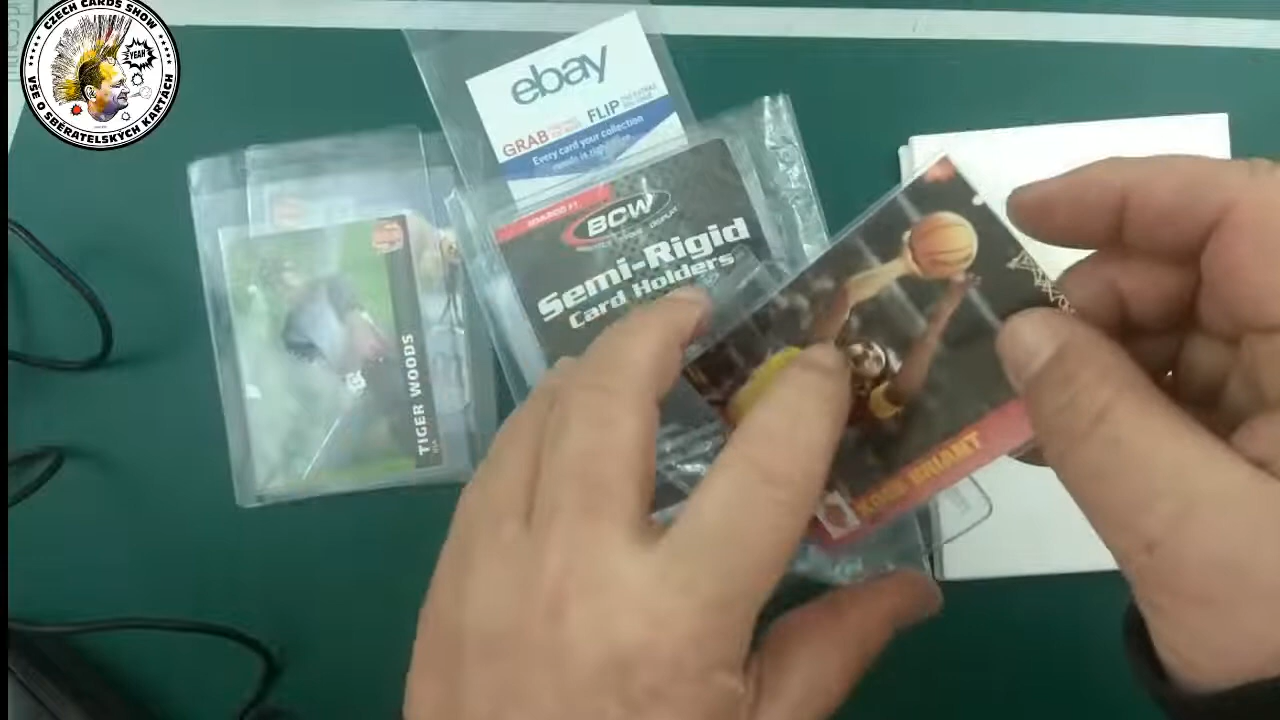 CZECH CARDS SHOW
YEAH
VŠE O SBĚRATELSKÝCH KARTÁCH
ebay
GRAB
FLIP
Every card your collection
BCW
Semi-Rigid
Card Holders
TIGER WOODS
KOBE BRYANT